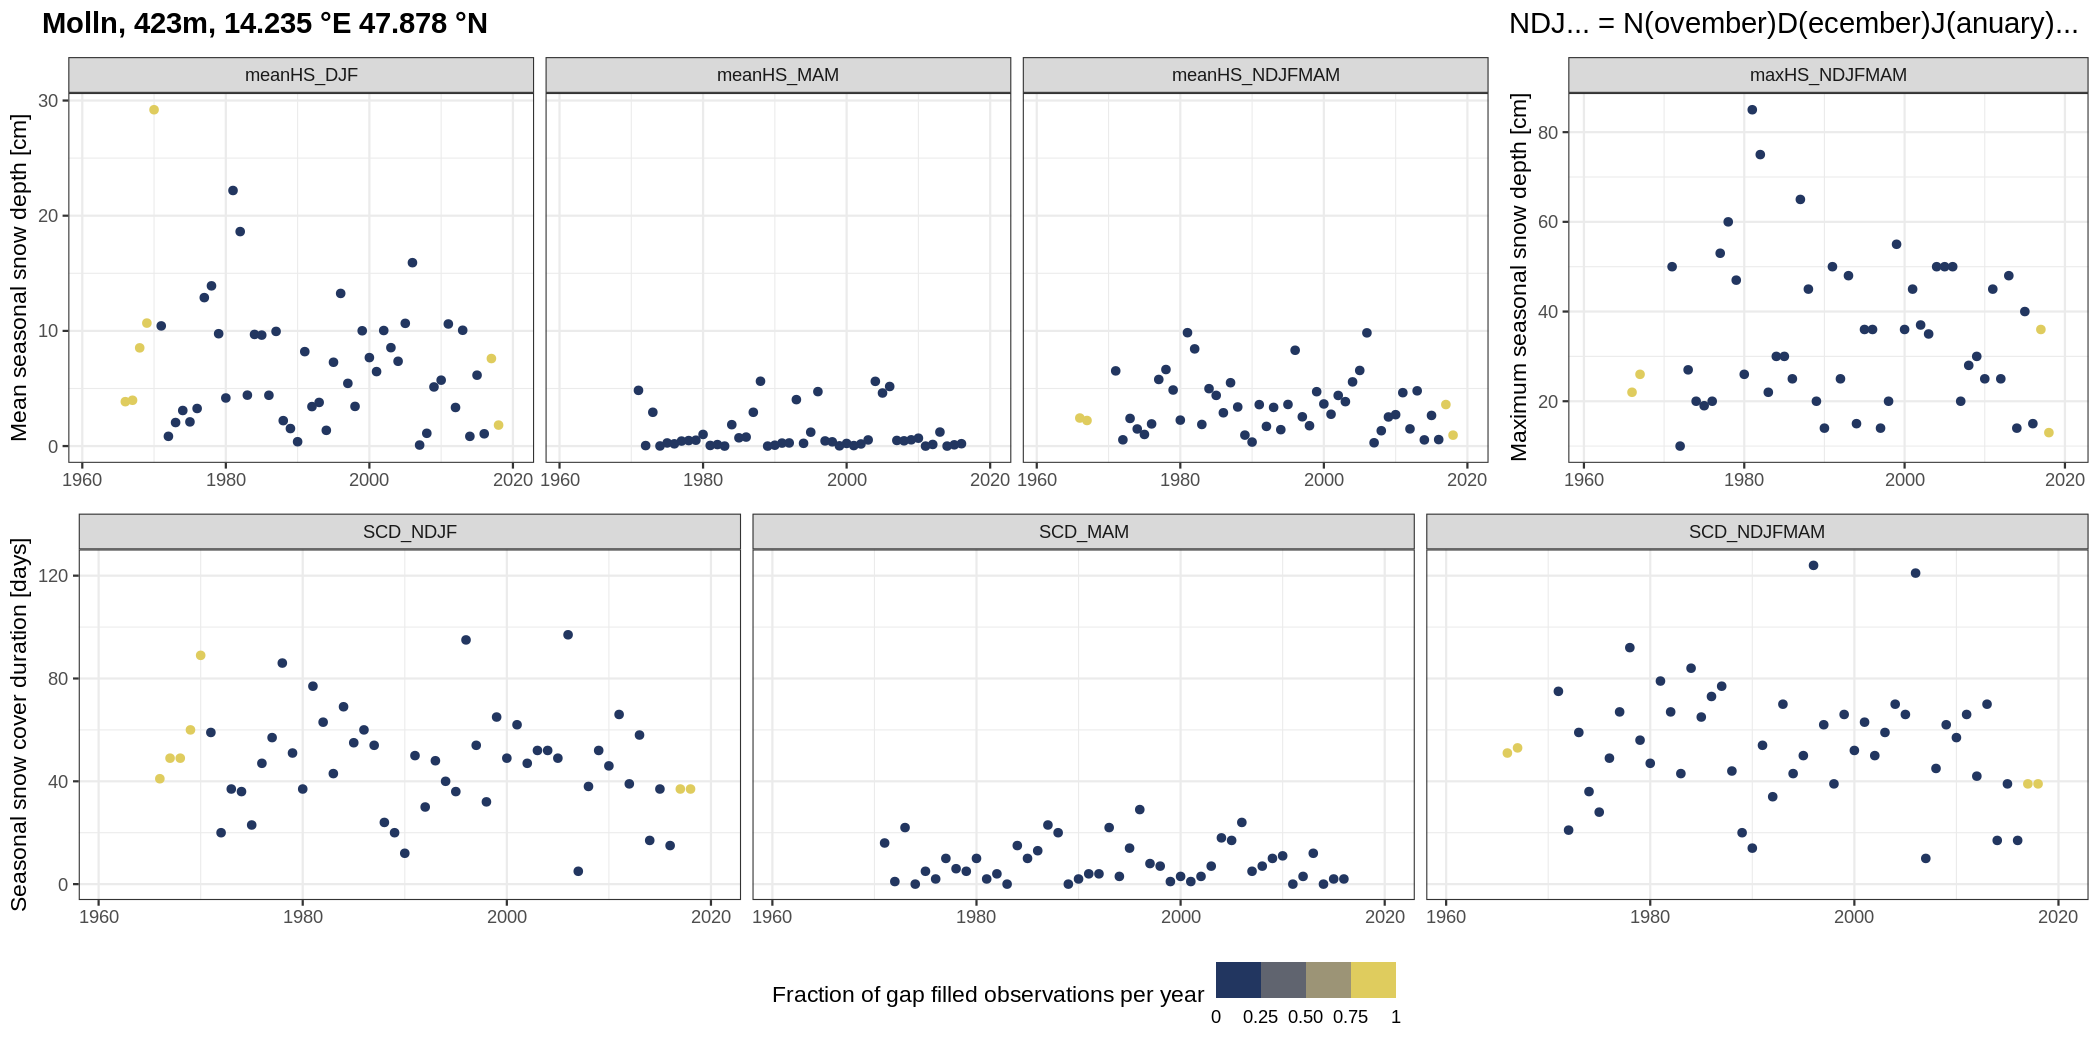 Molln, 423m, 14.235 °E 47.878 °N
NDJ... = N(ovember)D(ecember)J(anuary)...
meanHS_DJF
meanHS_MAM
meanHS_NDJFMAM
maxHS_NDJFMAM
Mean seasonal snow depth [cm]
30
20
10
0
1960 1980 2000 2020
1960 1980 2000 2020
1960 1980 2000 2020
Maximum seasonal snow depth [cm]
80
60
40
20
1960 1980 2000 2020
SCD_NDJF
SCD_MAM
SCD_NDJFMAM
Seasonal snow cover duration [days]
120
80
40
0
1960 1980 2000 2020
1960 1980 2000 2020
1960 1980 2000 2020
Fraction of gap filled observations per year
0 0.25 0.50 0.75 1